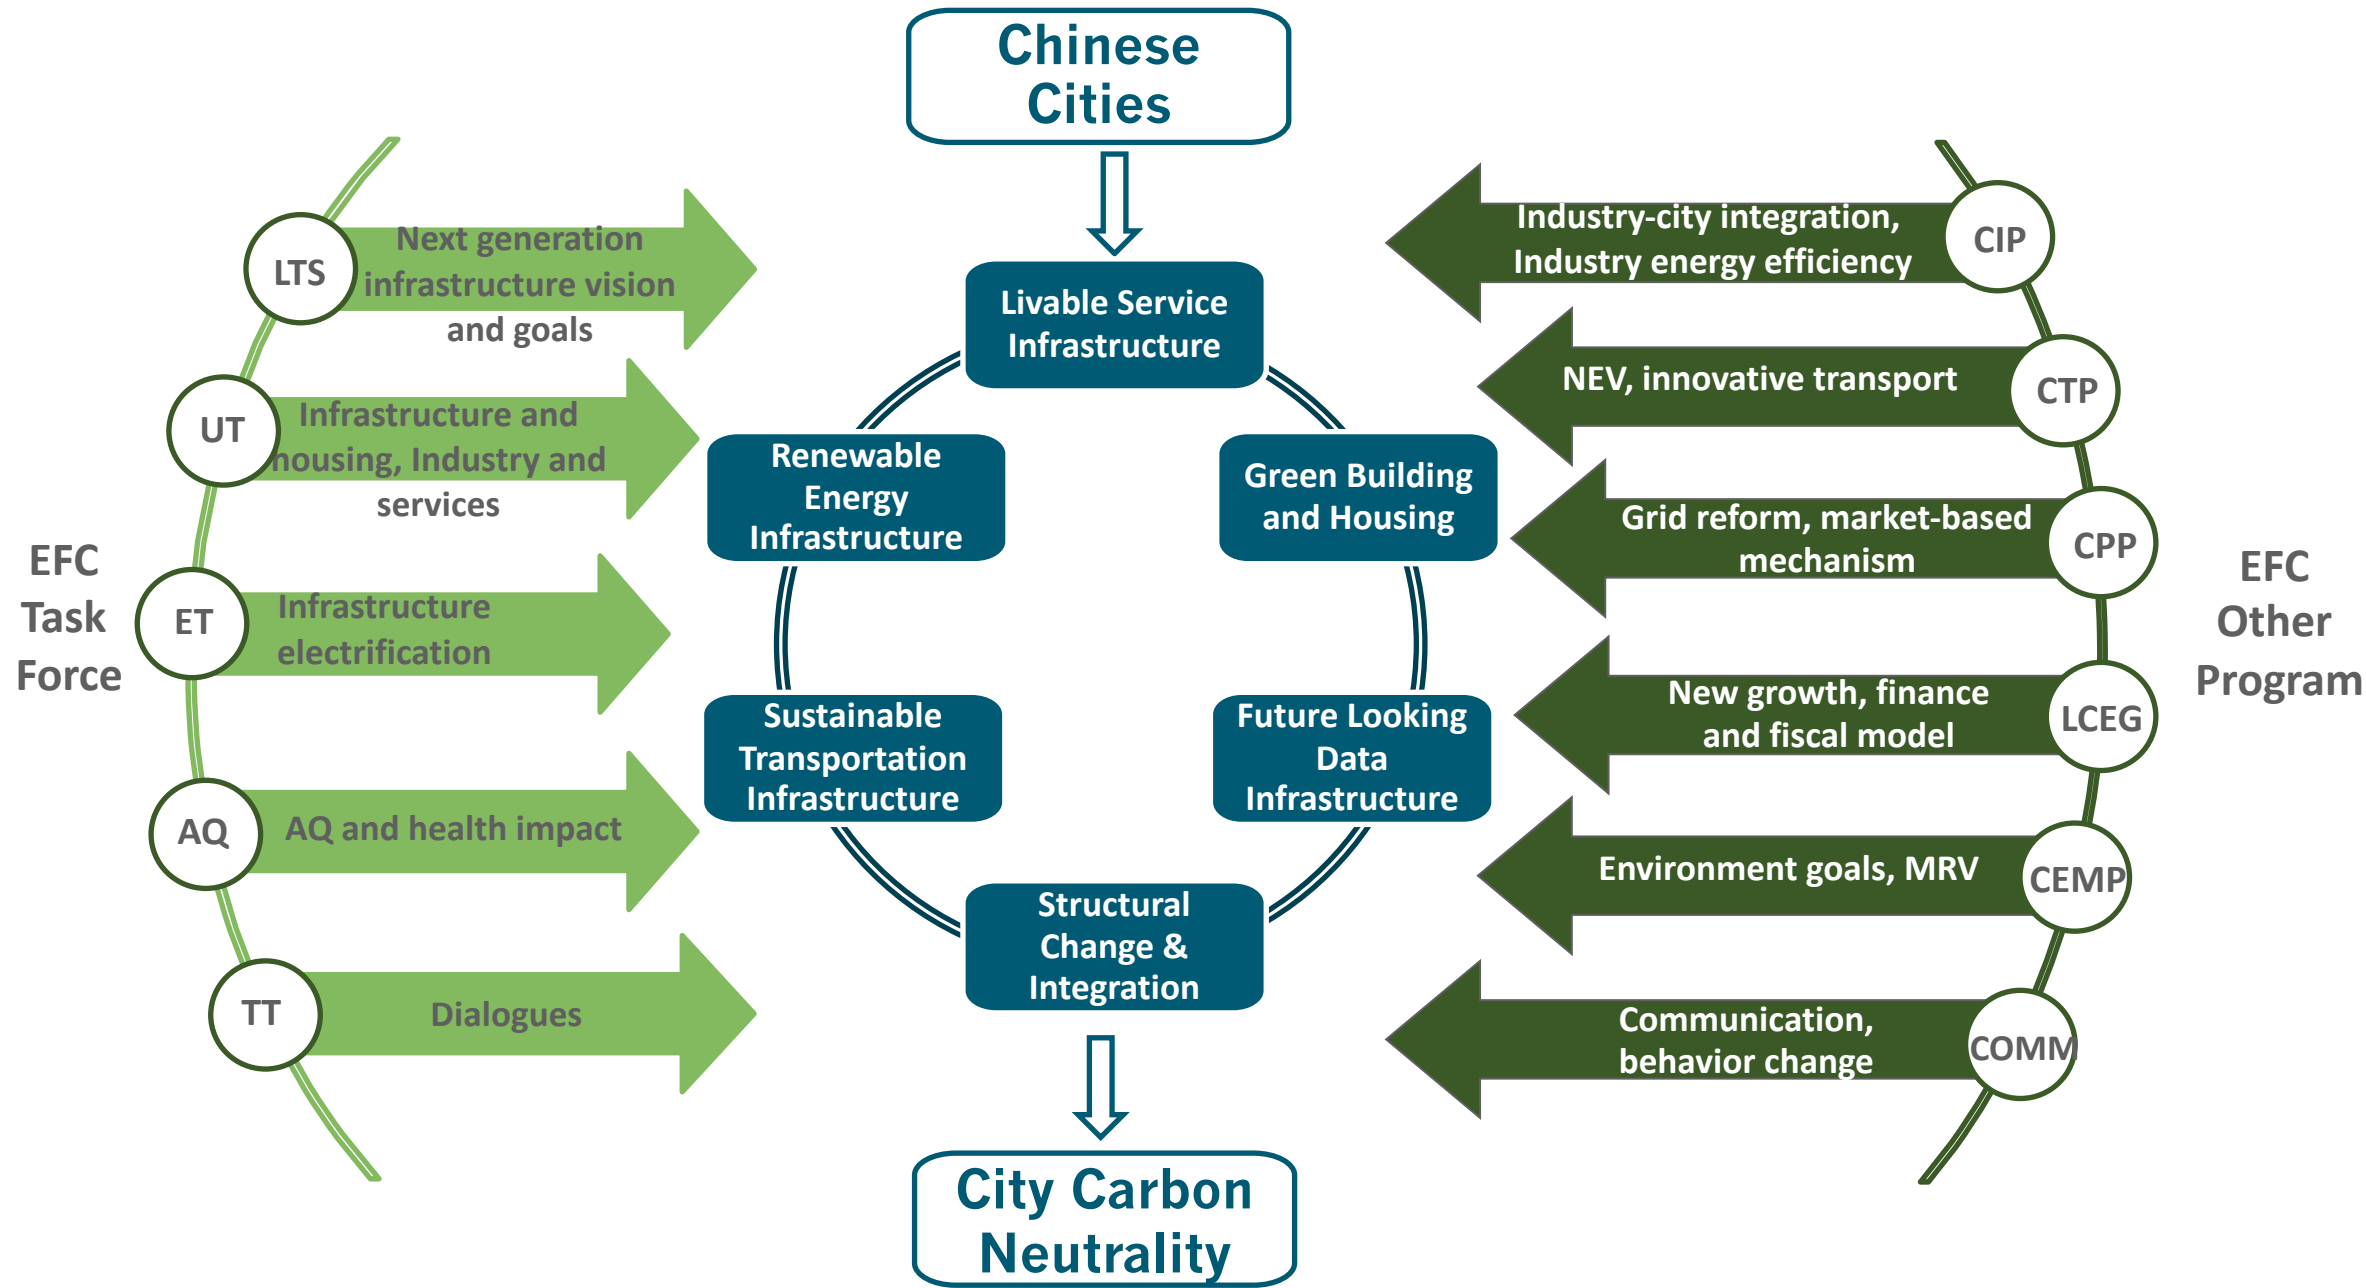 Chinese
Cities
EFC
Task
Force
LTS
Next generation
infrastructure vision
and goals
UT
Infrastructure and
housing, Industry and
services
ET
Infrastructure
electrification
AQ
AQ and health impact
TT
Dialogues
Livable Service
Infrastructure
Renewable
Energy
Infrastructure
Green Building
and Housing
Sustainable
Transportation
Infrastructure
Future Looking
Data
Infrastructure
Structural
Change &
Integration
Industry-city integration,
Industry energy efficiency
CIP
NEV, innovative transport
CTP
Grid reform, market-based
mechanism
CPP
New growth, finance
and fiscal model
LCEG
Environment goals, MRV
CEMP
Communication,
behavior change
COMM
EFC
Other
Program
City Carbon
Neutrality